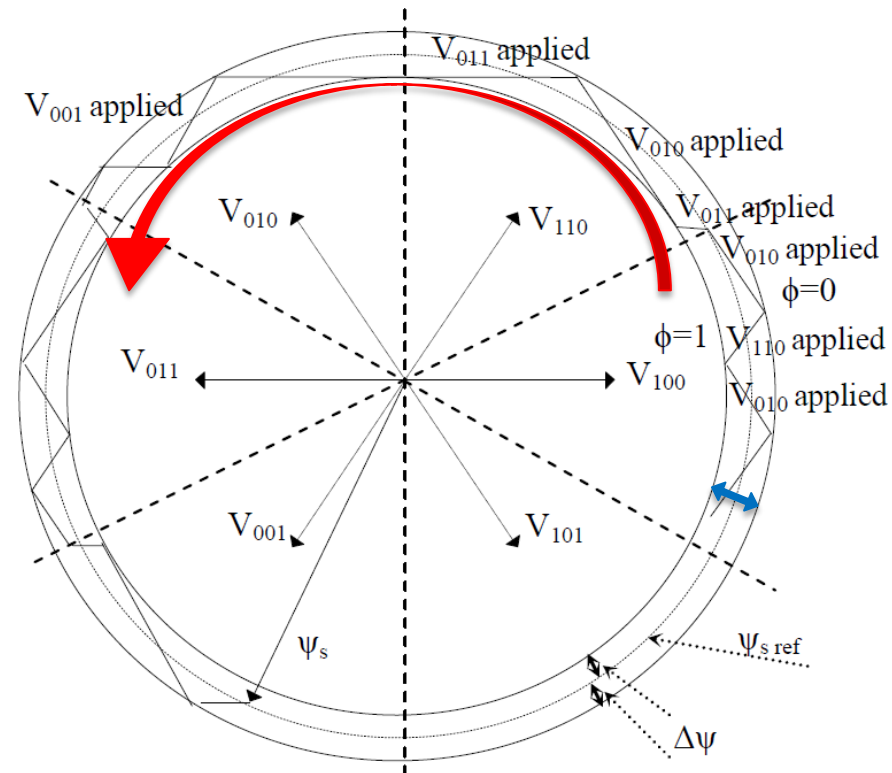 V₀₁₁ applied
V₀₀₁ applied
V₀₁₀ applied
V₀₁₁ applied
V₀₁₀ V₁₁₀
V₀₁₀ applied
ϕ=0
ϕ=1
V₁₁₀ applied
V₀₁₁ V₁₀₀
V₀₁₀ applied
V₀₀₁ V₁₀₁
ψₛ
ψₛ ref
Δψ